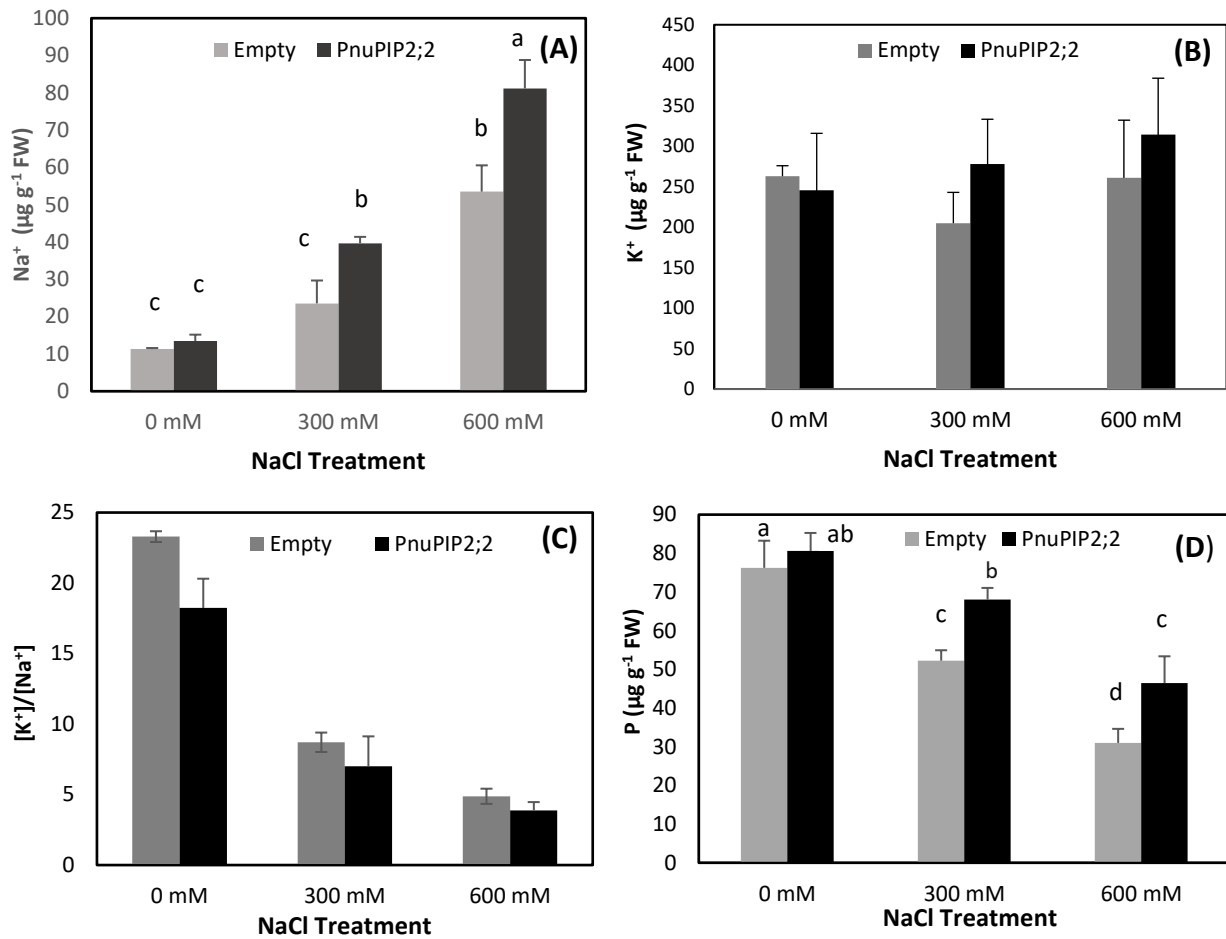 (A)
Empty PnuPIP2;2
Na⁺ (µg g⁻¹ FW)
100
90
80
70
60
50
40
30
20
10
0
c c c b b a
0 mM 300 mM 600 mM
NaCl Treatment
(B)
Empty PnuPIP2;2
K⁺ (µg g⁻¹ FW)
450
400
350
300
250
200
150
100
50
0
0 mM 300 mM 600 mM
NaCl Treatment
(C)
Empty PnuPIP2;2
[K⁺]/[Na⁺]
25
20
15
10
5
0
0 mM 300 mM 600 mM
NaCl Treatment
(D)
Empty PnuPIP2;2
P (µg g⁻¹ FW)
90
80
70
60
50
40
30
20
10
0
a ab c b d c
0 mM 300 mM 600 mM
NaCl Treatment